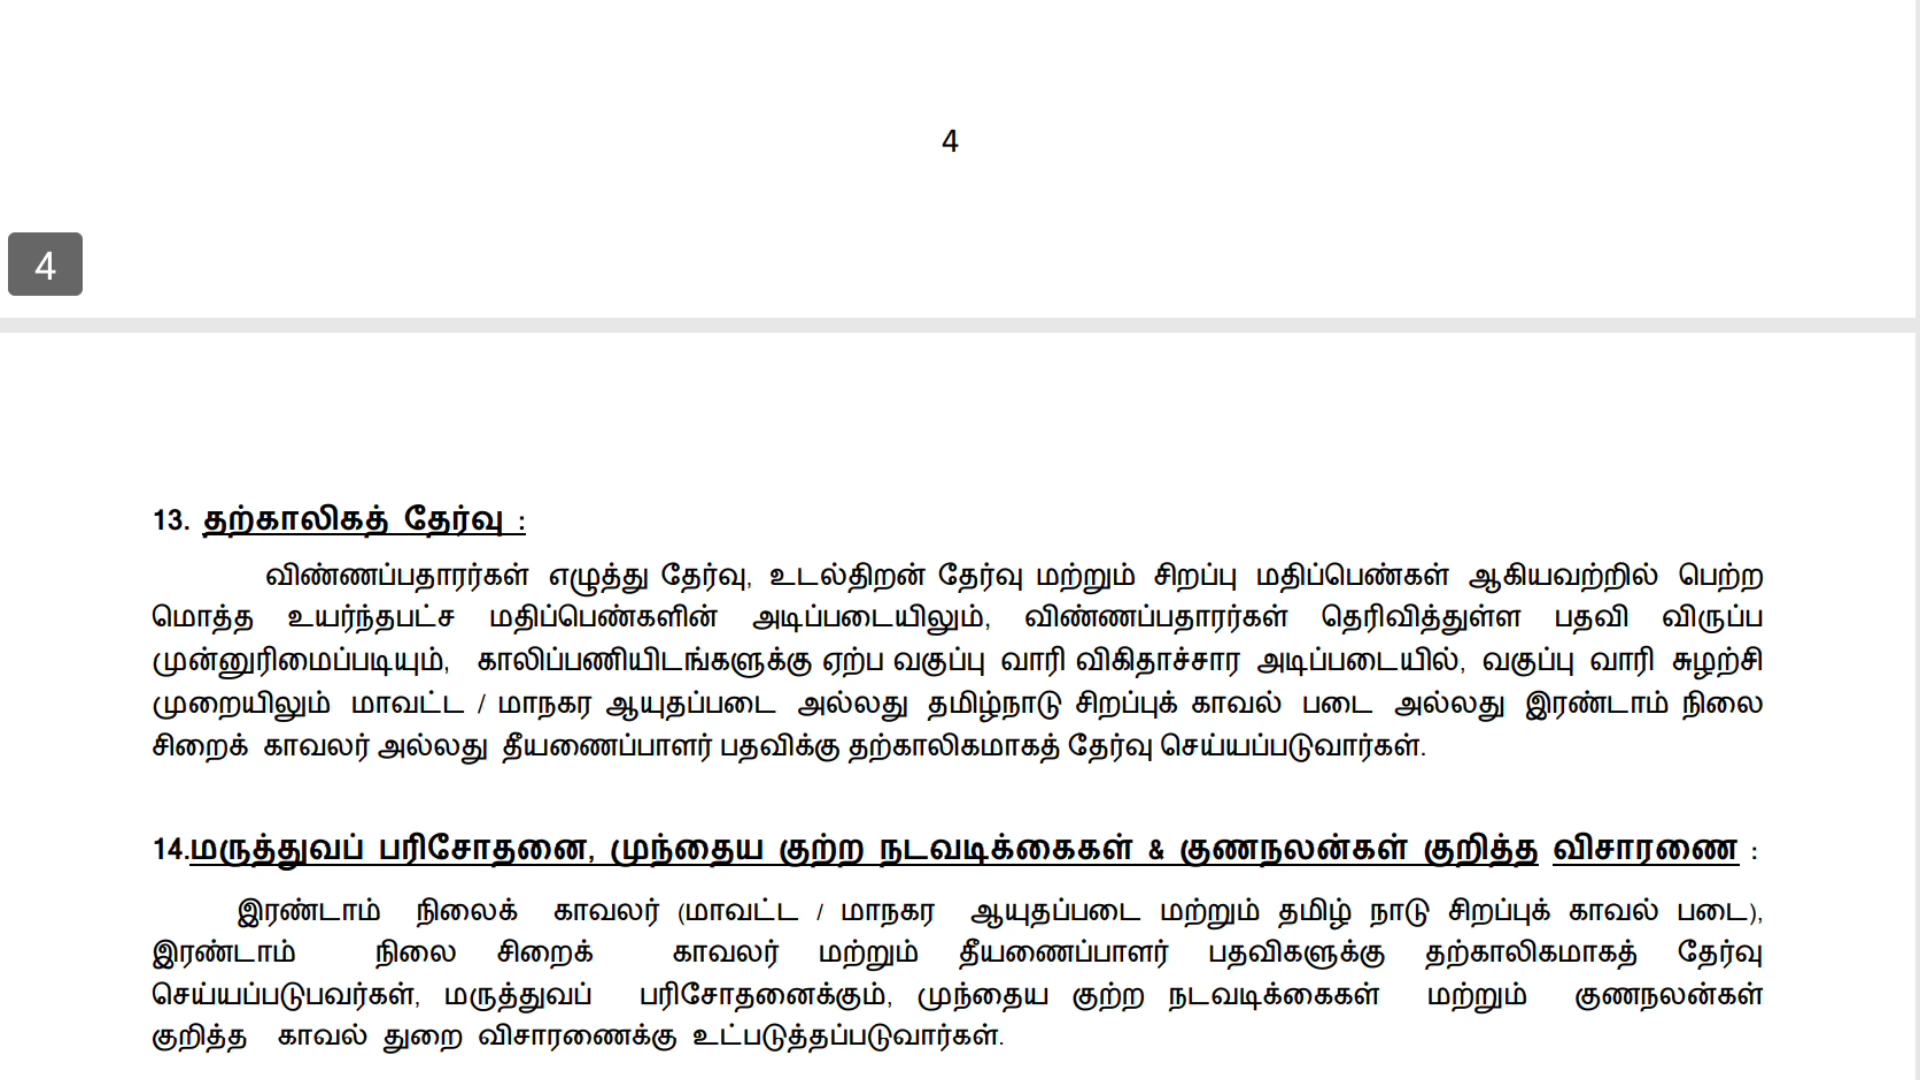 4
4
13. தற்காலிகத் தேர்வு :
விண்ணப்பதாரர்கள் எழுத்து தேர்வு, உடல்திறன் தேர்வு மற்றும் சிறப்பு மதிப்பெண்கள் ஆகியவற்றில் பெற்ற
மொத்த உயர்ந்தபட்ச மதிப்பெண்களின் அடிப்படையிலும், விண்ணப்பதாரர்கள் தெரிவித்துள்ள பதவி விருப்ப
முன்னுரிமைப்படியும், காலிப்பணியிடங்களுக்கு ஏற்ப வகுப்பு வாரி விகிதாச்சார அடிப்படையில், வகுப்பு வாரி சுழற்சி
முறையிலும் மாவட்ட / மாநகர ஆயுதப்படை அல்லது தமிழ்நாடு சிறப்புக் காவல் படை அல்லது இரண்டாம் நிலை
சிறைக் காவலர் அல்லது தீயணைப்பாளர் பதவிக்கு தற்காலிகமாகத் தேர்வு செய்யப்படுவார்கள்.
14.மருத்துவப் பரிசோதனை, முந்தைய குற்ற நடவடிக்கைகள் & குணநலன்கள் குறித்த விசாரணை :
இரண்டாம் நிலைக் காவலர் (மாவட்ட / மாநகர ஆயுதப்படை மற்றும் தமிழ் நாடு சிறப்புக் காவல் படை),
இரண்டாம் நிலை சிறைக் காவலர் மற்றும் தீயணைப்பாளர் பதவிகளுக்கு தற்காலிகமாகத் தேர்வு
செய்யப்படுபவர்கள், மருத்துவப் பரிசோதனைக்கும், முந்தைய குற்ற நடவடிக்கைகள் மற்றும் குணநலன்கள்
குறித்த காவல் துறை விசாரணைக்கு உட்படுத்தப்படுவார்கள்.